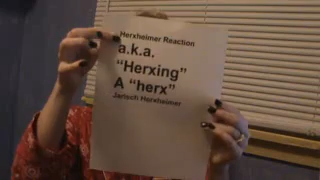 Herxheimer Reaction
a.k.a.
"Herxing"
A "herx"
Jarisch Herxheimer